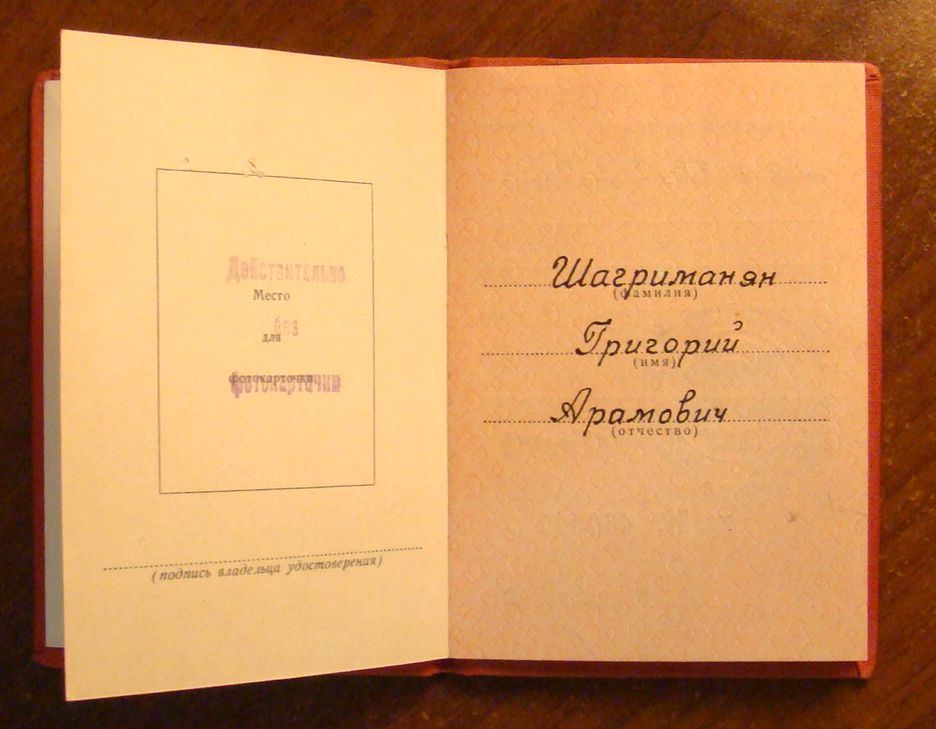 Действительно
Место
без
для
фотокарточки
фотокарточки
(подпись владельца удостоверения)
Шагриманян
(фамилия)
Григорий
(имя)
Арамович
(отчество)